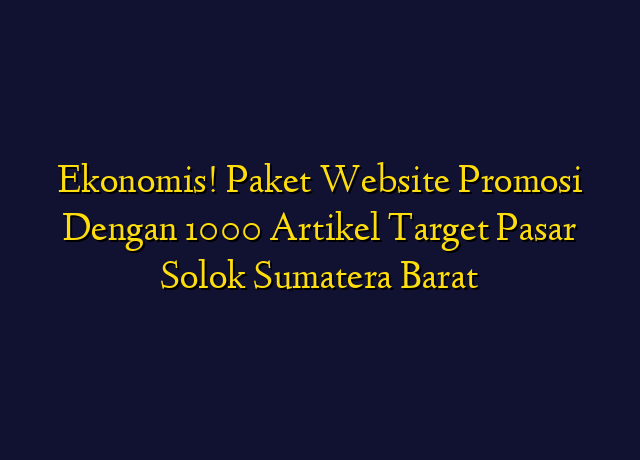 Ekonomis! Paket Website Promosi
Dengan 1000 Artikel Target Pasar
Solok Sumatera Barat